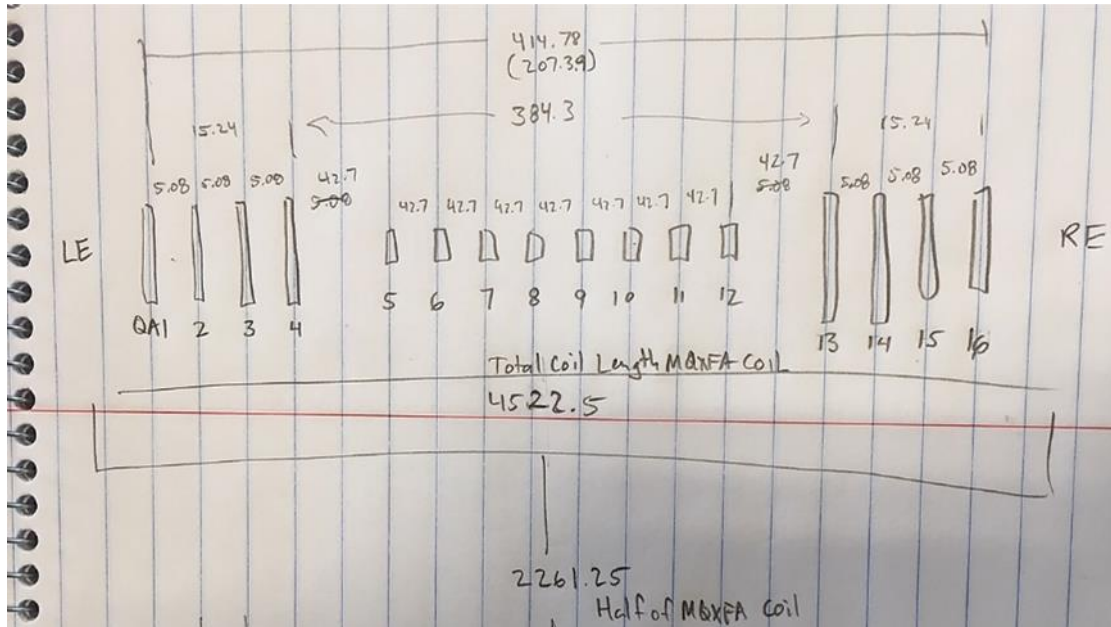 414.78
(207.39)
384.3
15.24 15.24
5.08 5.08 5.08 42.7 42.7 5.08 5.08 5.08
5.08 5.08
42.7 42.7 42.7 42.7 42.7 42.7 42.7
LE RE
QA1 2 3 4 5 6 7 8 9 10 11 12 13 14 15 16
Total Coil Length MQXFA COIL
4522.5
2261.25
Half of MQXFA Coil